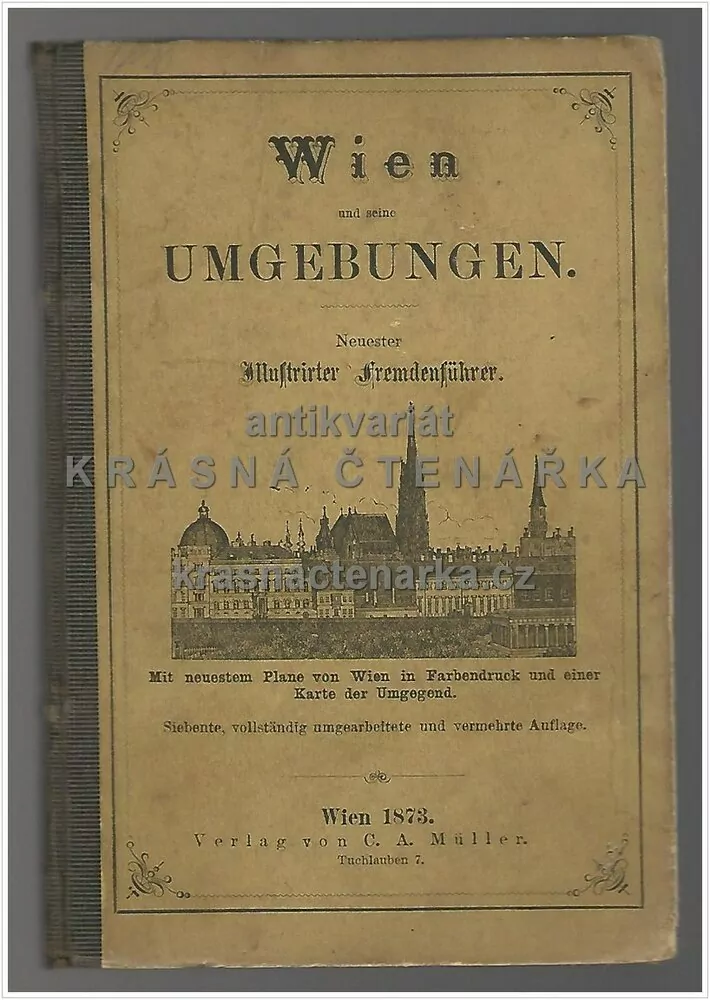 Wien
und seine
UMGEBUNGEN.
Neuester
Illustrirter Fremdenführer.
antikvariát
KRÁSNÁ ČTENÁŘKA
krasnactenarka.cz
Mit neuestem Plane von Wien in Farbendruck und einer
Karte der Umgegend.
Siebente, vollständig umgearbeitete und vermehrte Auflage.
Wien 1873.
Verlag von C. A. Müller.
Tuchlauben 7.